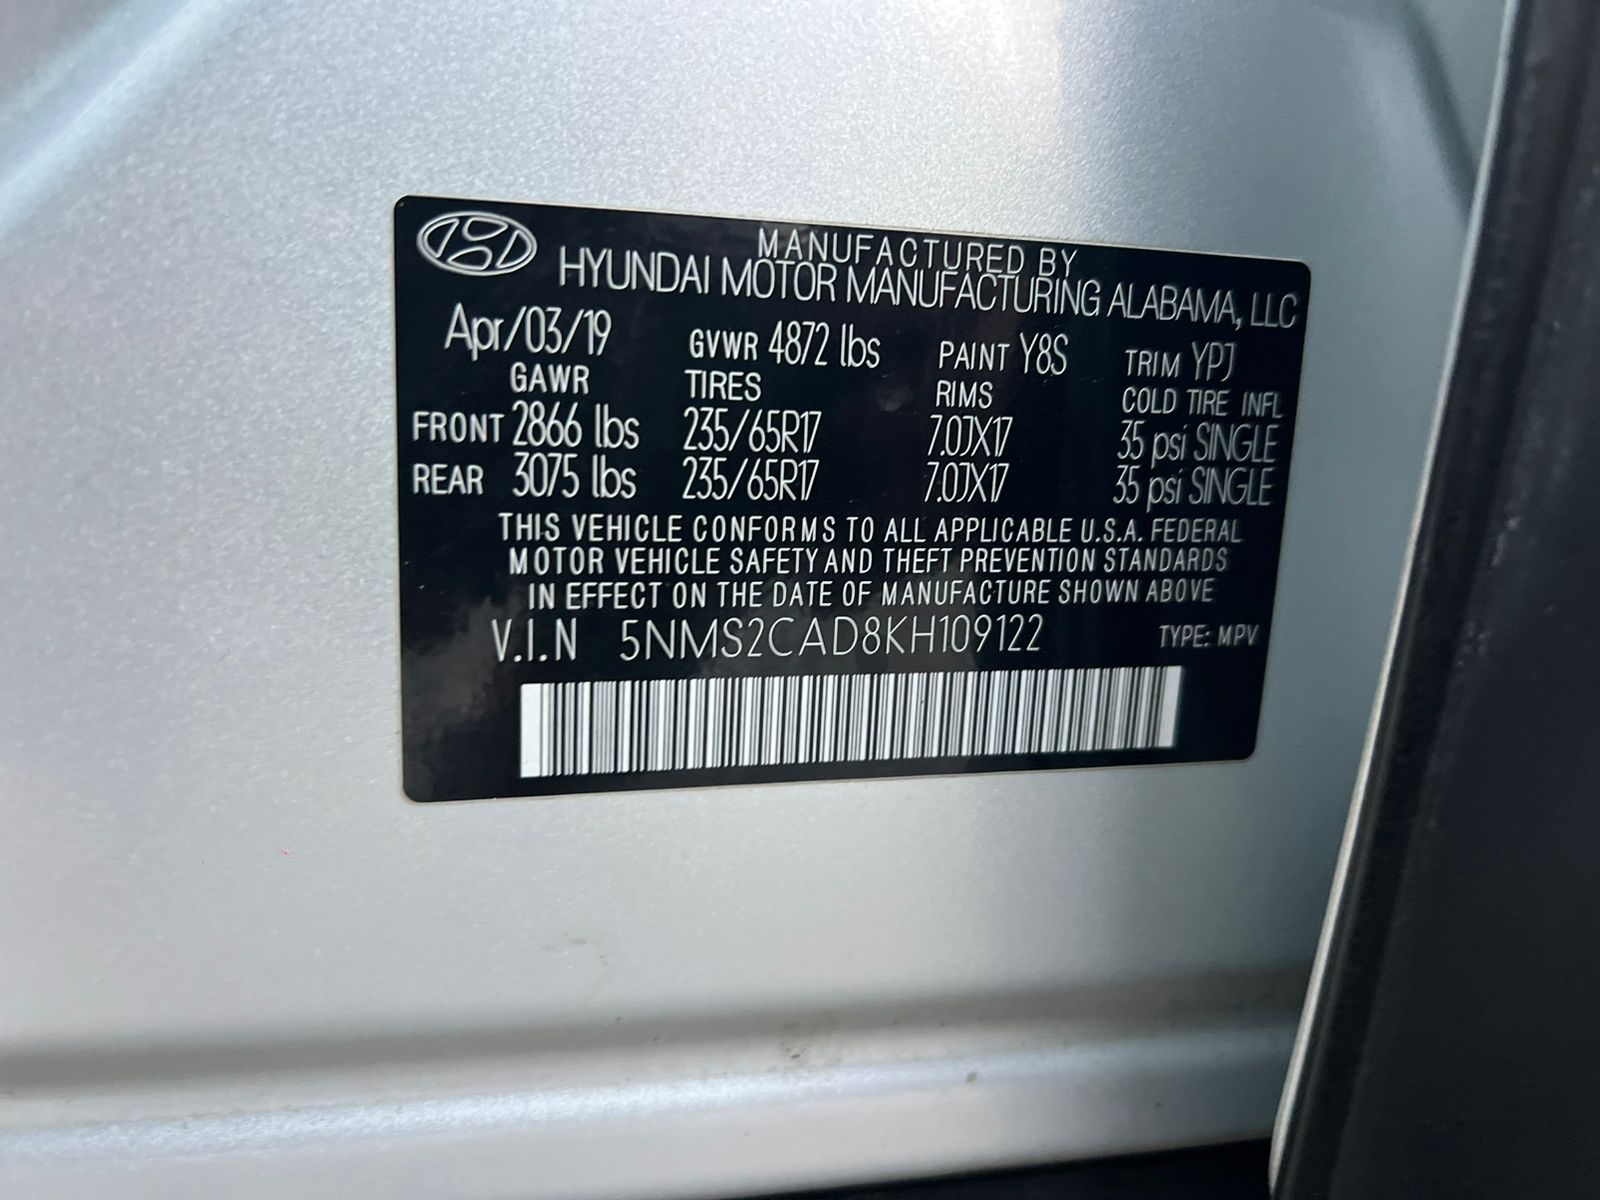 MANUFACTURED BY
HYUNDAI MOTOR MANUFACTURING ALABAMA, LLC
Apr/03/19 GVWR 4872 lbs PAINT Y8S TRIM YPJ
GAWR TIRES RIMS COLD TIRE INFL
FRONT 2866 lbs 235/65R17 7.0JX17 35 psi SINGLE
REAR 3075 lbs 235/65R17 7.0JX17 35 psi SINGLE
THIS VEHICLE CONFORMS TO ALL APPLICABLE U.S.A. FEDERAL
MOTOR VEHICLE SAFETY AND THEFT PREVENTION STANDARDS
IN EFFECT ON THE DATE OF MANUFACTURE SHOWN ABOVE
V.I.N 5NMS2CAD8KH109122 TYPE: MPV